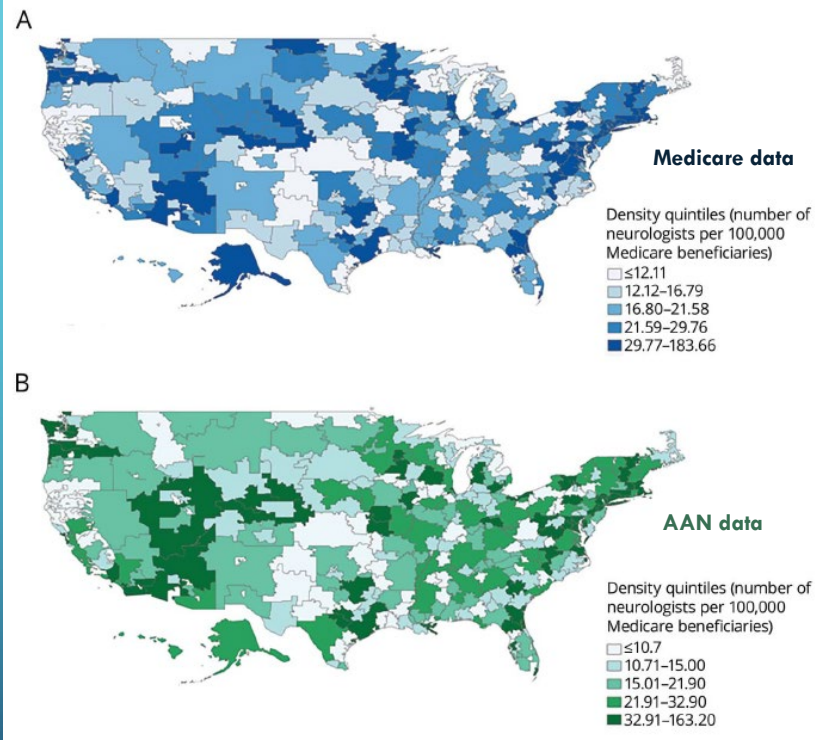 A
Medicare data
Density quintiles (number of
neurologists per 100,000
Medicare beneficiaries)
≤12.11
12.12–16.79
16.80–21.58
21.59–29.76
29.77–183.66
B
AAN data
Density quintiles (number of
neurologists per 100,000
Medicare beneficiaries)
≤10.7
10.71–15.00
15.01–21.90
21.91–32.90
32.91–163.20